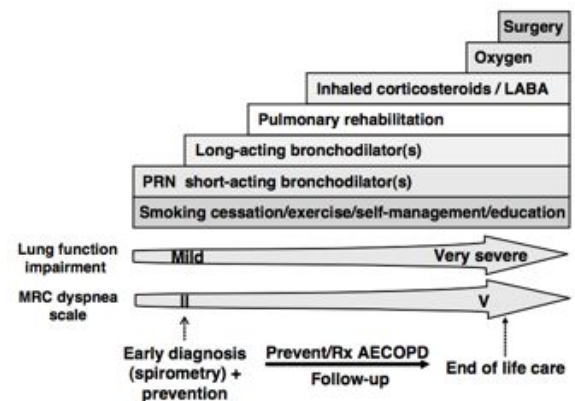 Surgery
Oxygen
Inhaled corticosteroids / LABA
Pulmonary rehabilitation
Long-acting bronchodilator(s)
PRN short-acting bronchodilator(s)
Smoking cessation/exercise/self-management/education
Lung function
impairment
Mild
Very severe
MRC dyspnea
scale
II
V
Early diagnosis
(spirometry) +
prevention
Prevent/Rx AECOPD
Follow-up
End of life care